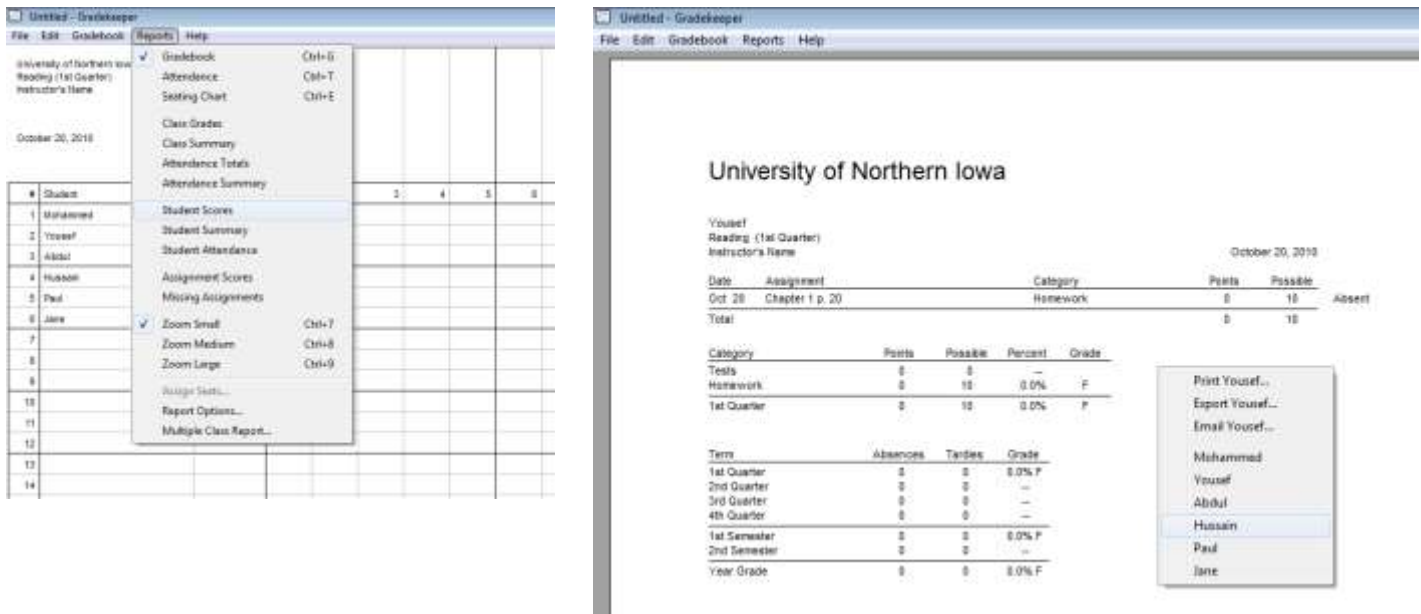 Untitled - Gradekeeper
File Edit Gradebook Reports Help
University of Northern Iow
Reading (1st Quarter)
Instructor's Name
October 20, 2010
# Student 3 4 5 6
1 Mohammed
2 Yousef
3 Abdul
4 Hussain
5 Paul
6 Jane
7
8
9
10
11
12
13
14
✓ Gradebook Ctrl+G
Attendance Ctrl+T
Seating Chart Ctrl+E
Class Grades
Class Summary
Attendance Totals
Attendance Summary
Student Scores
Student Summary
Student Attendance
Assignment Scores
Missing Assignments
✓ Zoom Small Ctrl+7
Zoom Medium Ctrl+8
Zoom Large Ctrl+9
Assign Seats...
Report Options...
Multiple Class Report...
Untitled - Gradekeeper
File Edit Gradebook Reports Help
University of Northern Iowa
Yousef
Reading (1st Quarter)
Instructor's Name October 20, 2010
Date Assignment Category Points Possible
Oct 20 Chapter 1 p. 20 Homework 0 10 Absent
Total 0 10
Category Points Possible Percent Grade
Tests 0 0 --
Homework 0 10 0.0% F
1st Quarter 0 10 0.0% F
Term Absences Tardies Grade
1st Quarter 0 0 0.0% F
2nd Quarter 0 0 --
3rd Quarter 0 0 --
4th Quarter 0 0 --
1st Semester 0 0 0.0% F
2nd Semester 0 0 --
Year Grade 0 0 0.0% F
Print Yousef...
Export Yousef...
Email Yousef...
Mohammed
Yousef
Abdul
Hussain
Paul
Jane